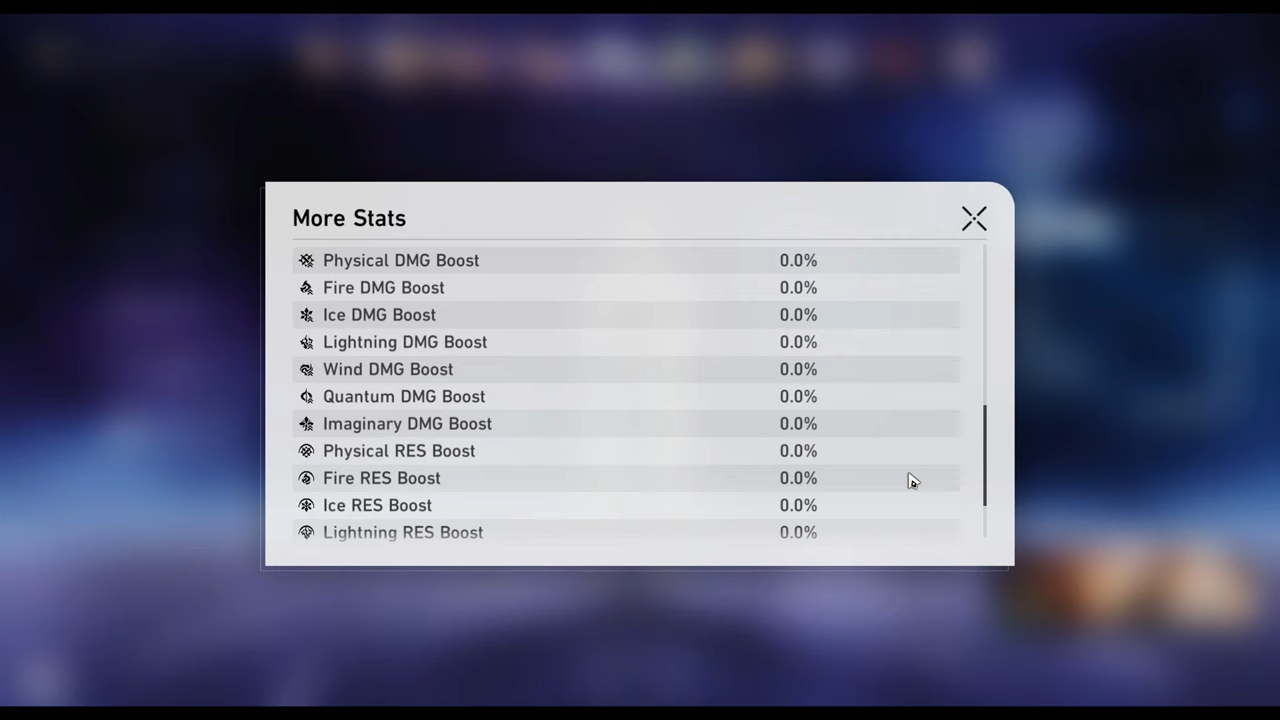 More Stats
Physical DMG Boost 0.0%
Fire DMG Boost 0.0%
Ice DMG Boost 0.0%
Lightning DMG Boost 0.0%
Wind DMG Boost 0.0%
Quantum DMG Boost 0.0%
Imaginary DMG Boost 0.0%
Physical RES Boost 0.0%
Fire RES Boost 0.0%
Ice RES Boost 0.0%
Lightning RES Boost 0.0%